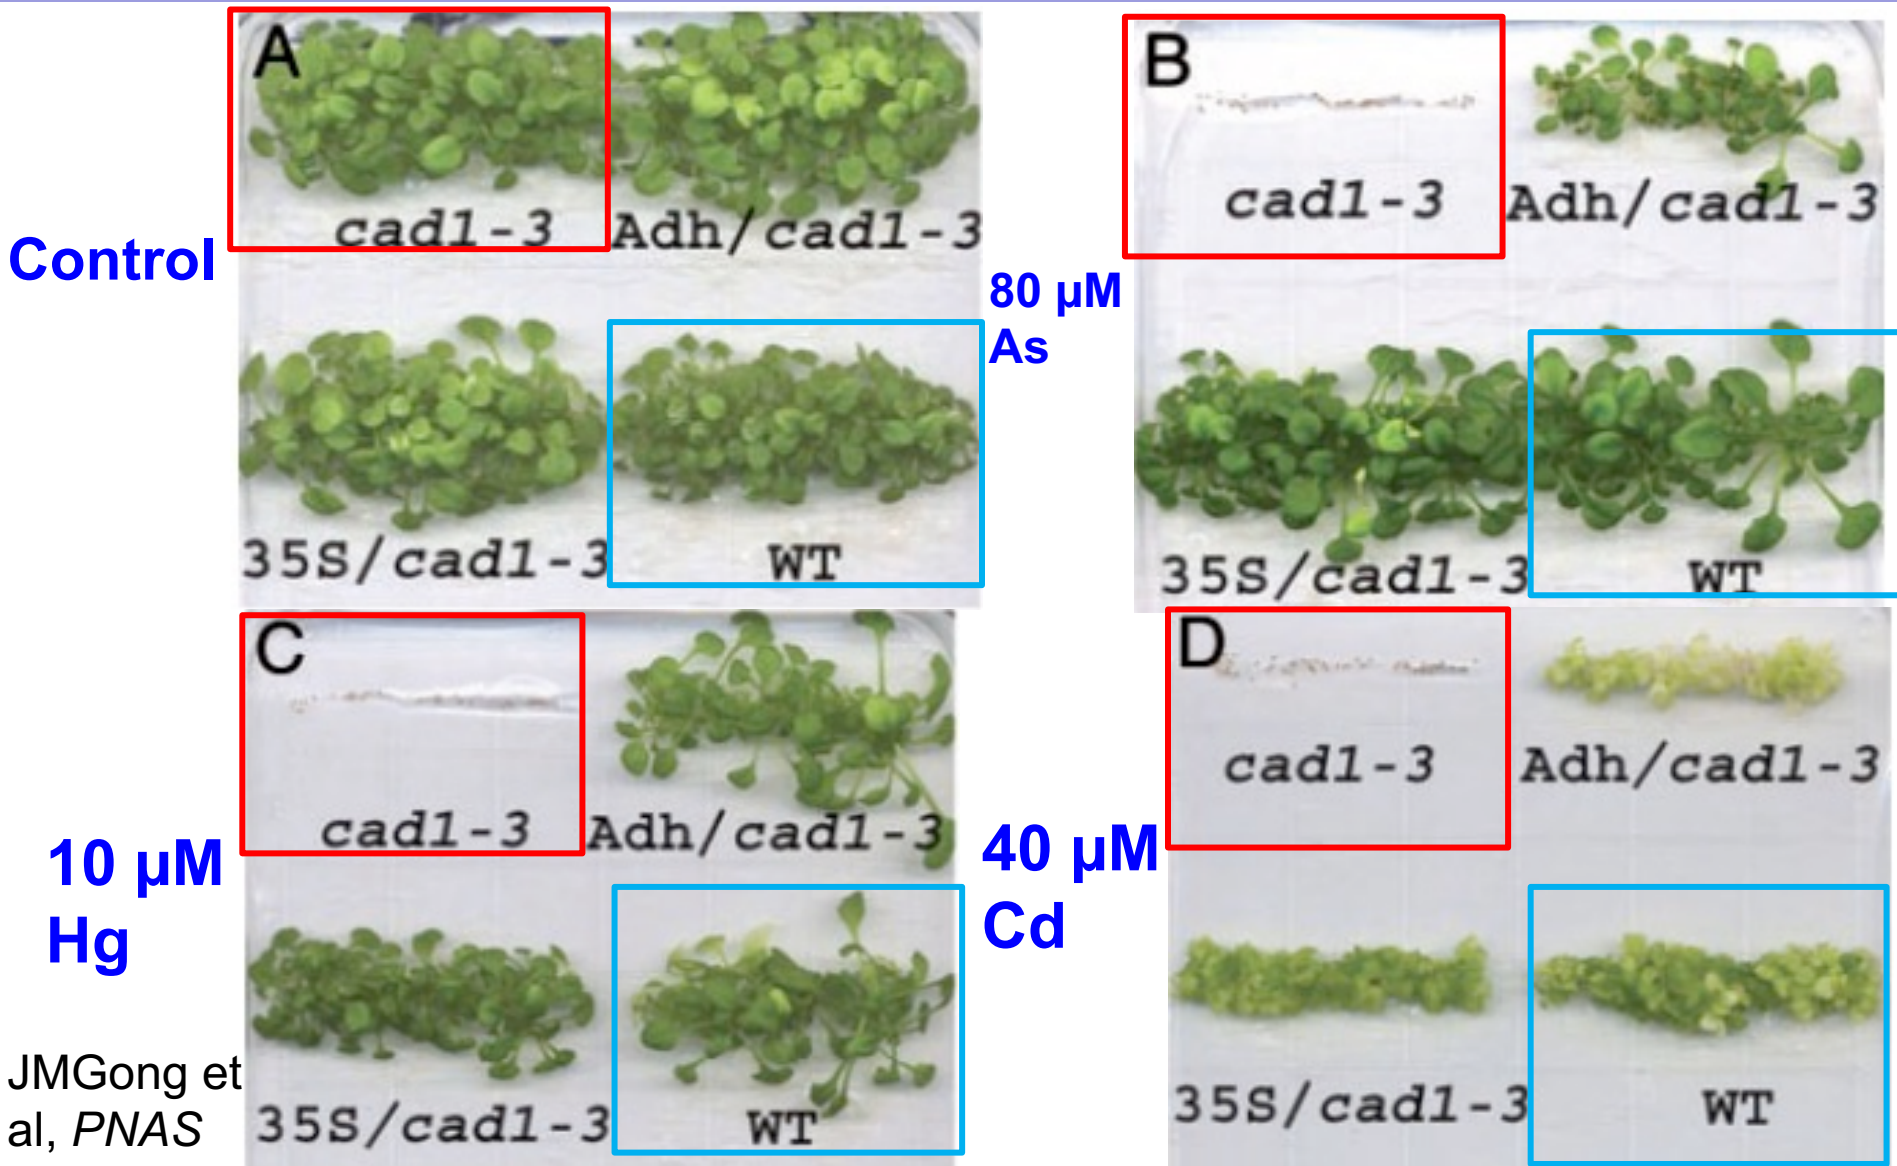 A
cad1-3
Adh/cad1-3
Control
35S/cad1-3
WT
B
cad1-3
Adh/cad1-3
80 µM
As
35S/cad1-3
WT
C
cad1-3
Adh/cad1-3
10 µM
Hg
35S/cad1-3
WT
D
cad1-3
Adh/cad1-3
40 µM
Cd
35S/cad1-3
WT
JMGong et
al, PNAS